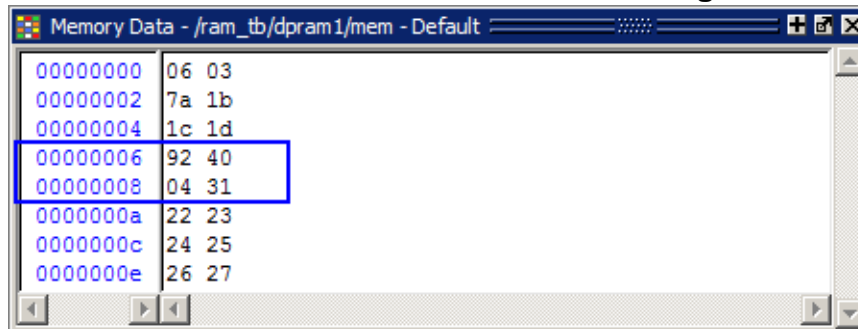 Memory Data - /ram_tb/dpram1/mem - Default
00000000 06 03
00000002 7a 1b
00000004 1c 1d
00000006 92 40
00000008 04 31
0000000a 22 23
0000000c 24 25
0000000e 26 27